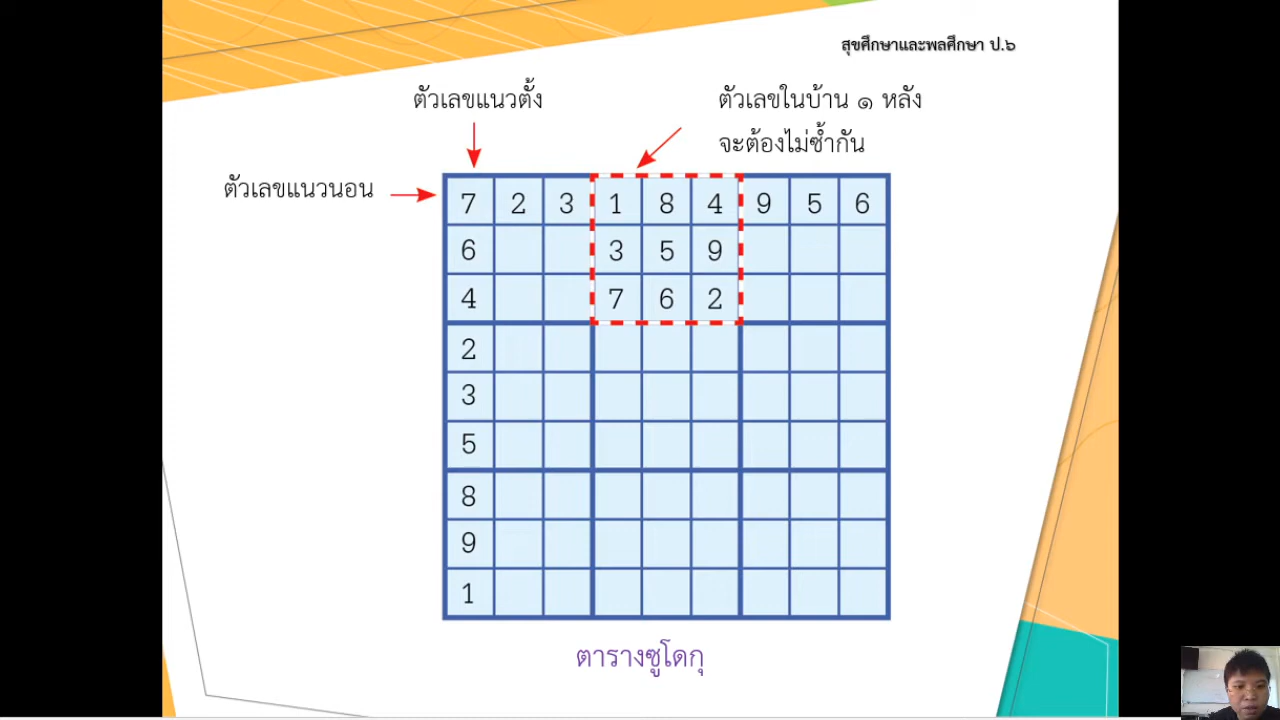 สุขศึกษาและพลศึกษา ป.๖
ตัวเลขแนวตั้ง
ตัวเลขในบ้าน ๑ หลัง
จะต้องไม่ซ้ำกัน
ตัวเลขแนวนอน
7 2 3 1 8 4 9 5 6
6 3 5 9
4 7 6 2
2
3
5
8
9
1
ตารางซูโดกุ